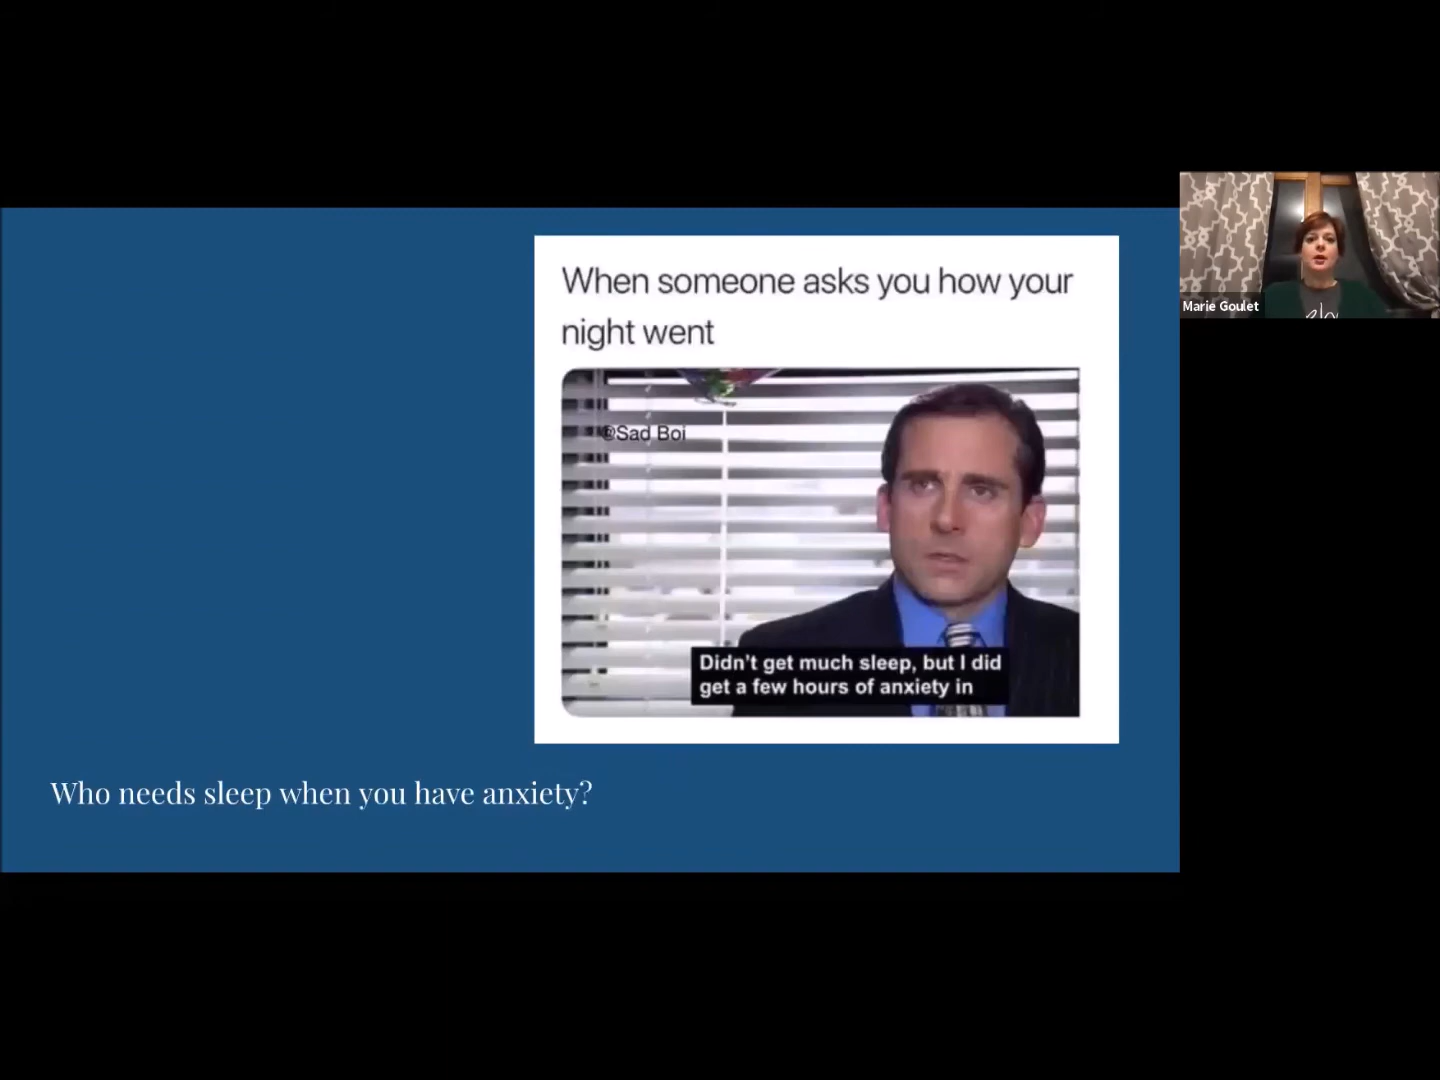 When someone asks you how your
night went
@Sad Boi
Didn't get much sleep, but I did
get a few hours of anxiety in
Who needs sleep when you have anxiety?
Marie Goulet